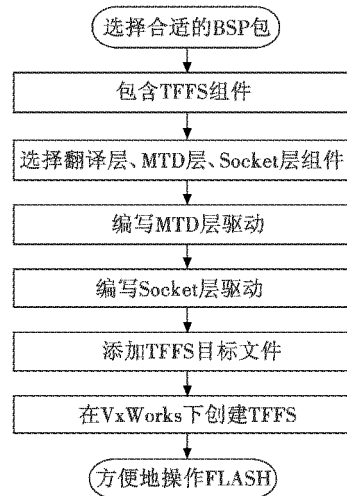 选择合适的BSP包
包含TFFS组件
选择翻译层、MTD层、Socket层组件
编写MTD层驱动
编写Socket层驱动
添加TFFS目标文件
在VxWorks下创建TFFS
方便地操作FLASH